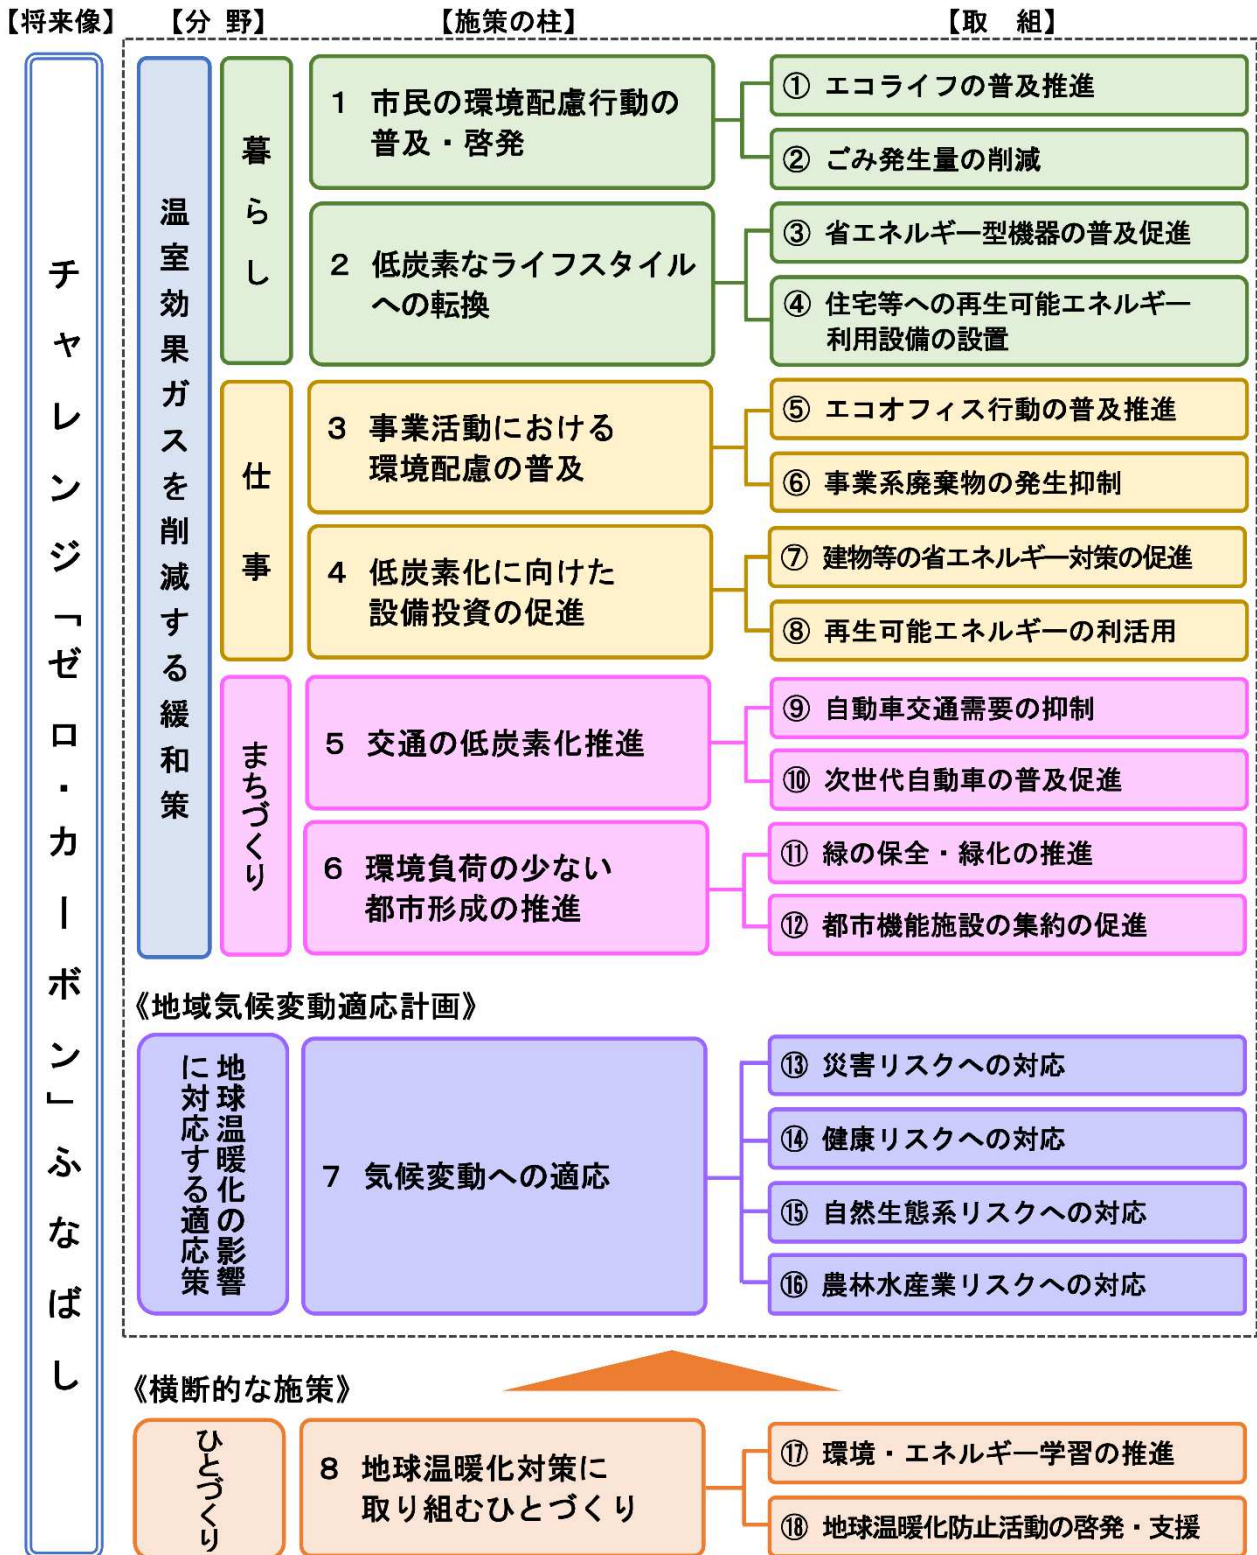 【将来像】
【分 野】
【施策の柱】
【取 組】
チャレンジ「ゼロ・カーボン」ふなばし
温室効果ガスを削減する緩和策
暮らし
1 市民の環境配慮行動の
普及・啓発
① エコライフの普及推進
② ごみ発生量の削減
2 低炭素なライフスタイル
への転換
③ 省エネルギー型機器の普及促進
④ 住宅等への再生可能エネルギー
利用設備の設置
仕事
3 事業活動における
環境配慮の普及
⑤ エコオフィス行動の普及推進
⑥ 事業系廃棄物の発生抑制
4 低炭素化に向けた
設備投資の促進
⑦ 建物等の省エネルギー対策の促進
⑧ 再生可能エネルギーの利活用
まちづくり
5 交通の低炭素化推進
⑨ 自動車交通需要の抑制
⑩ 次世代自動車の普及促進
6 環境負荷の少ない
都市形成の推進
⑪ 緑の保全・緑化の推進
⑫ 都市機能施設の集約の促進
《地域気候変動適応計画》
地球温暖化の影響
に対応する適応策
7 気候変動への適応
⑬ 災害リスクへの対応
⑭ 健康リスクへの対応
⑮ 自然生態系リスクへの対応
⑯ 農林水産業リスクへの対応
《横断的な施策》
ひとづくり
8 地球温暖化対策に
取り組むひとづくり
⑰ 環境・エネルギー学習の推進
⑱ 地球温暖化防止活動の啓発・支援